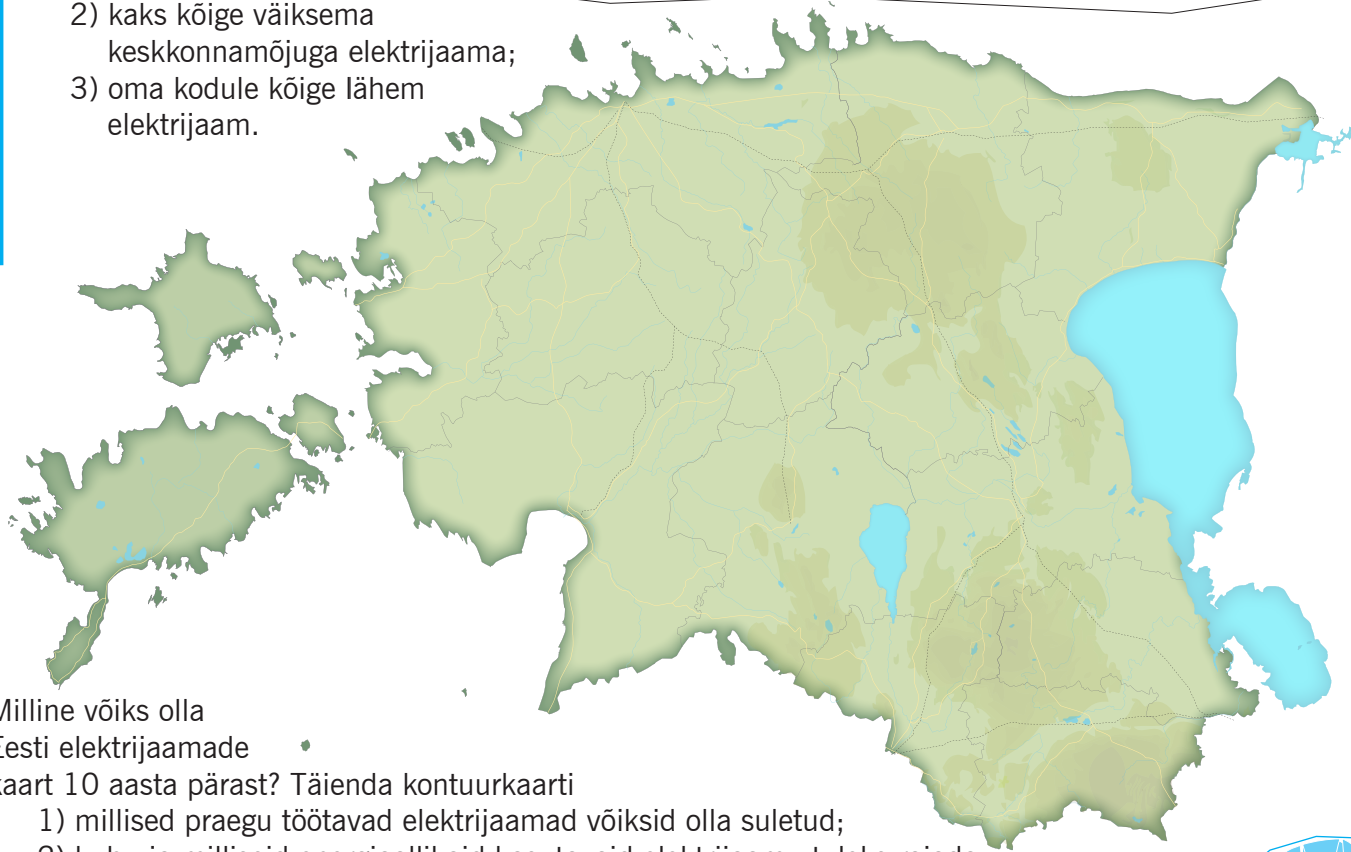 2) kaks kõige väiksema
keskkonnamõjuga elektrijaama;
3) oma kodule kõige lähem
elektrijaam.
Milline võiks olla
Eesti elektrijaamade
kaart 10 aasta pärast? Täienda kontuurkaarti
1) millised praegu töötavad elektrijaamad võiksid olla suletud;